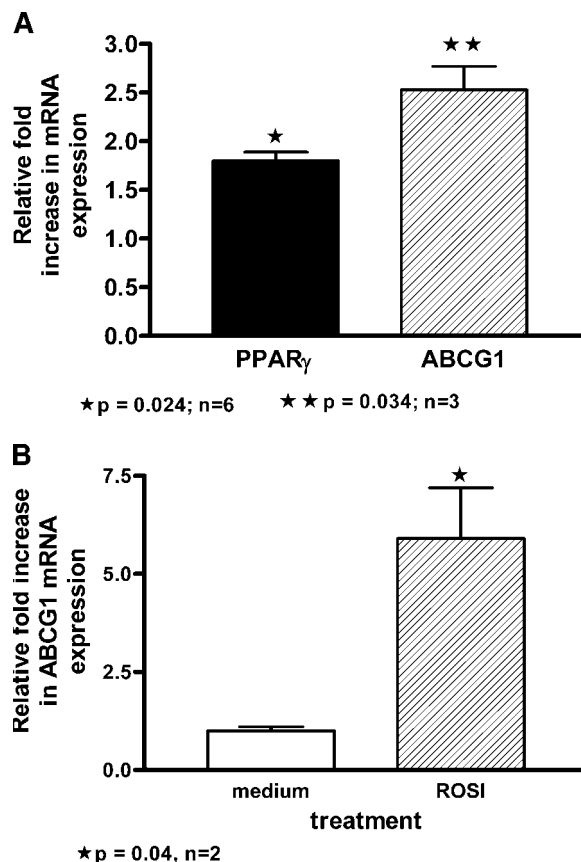 A
Relative fold
increase in mRNA
expression
3.0
2.5
2.0
1.5
1.0
0.5
0.0
★
★★
PPARγ
ABCG1
★p = 0.024; n=6
★★p = 0.034; n=3
B
Relative fold increase
in ABCG1 mRNA
expression
7.5
5.0
2.5
0.0
★
medium
ROSI
treatment
★p = 0.04, n=2